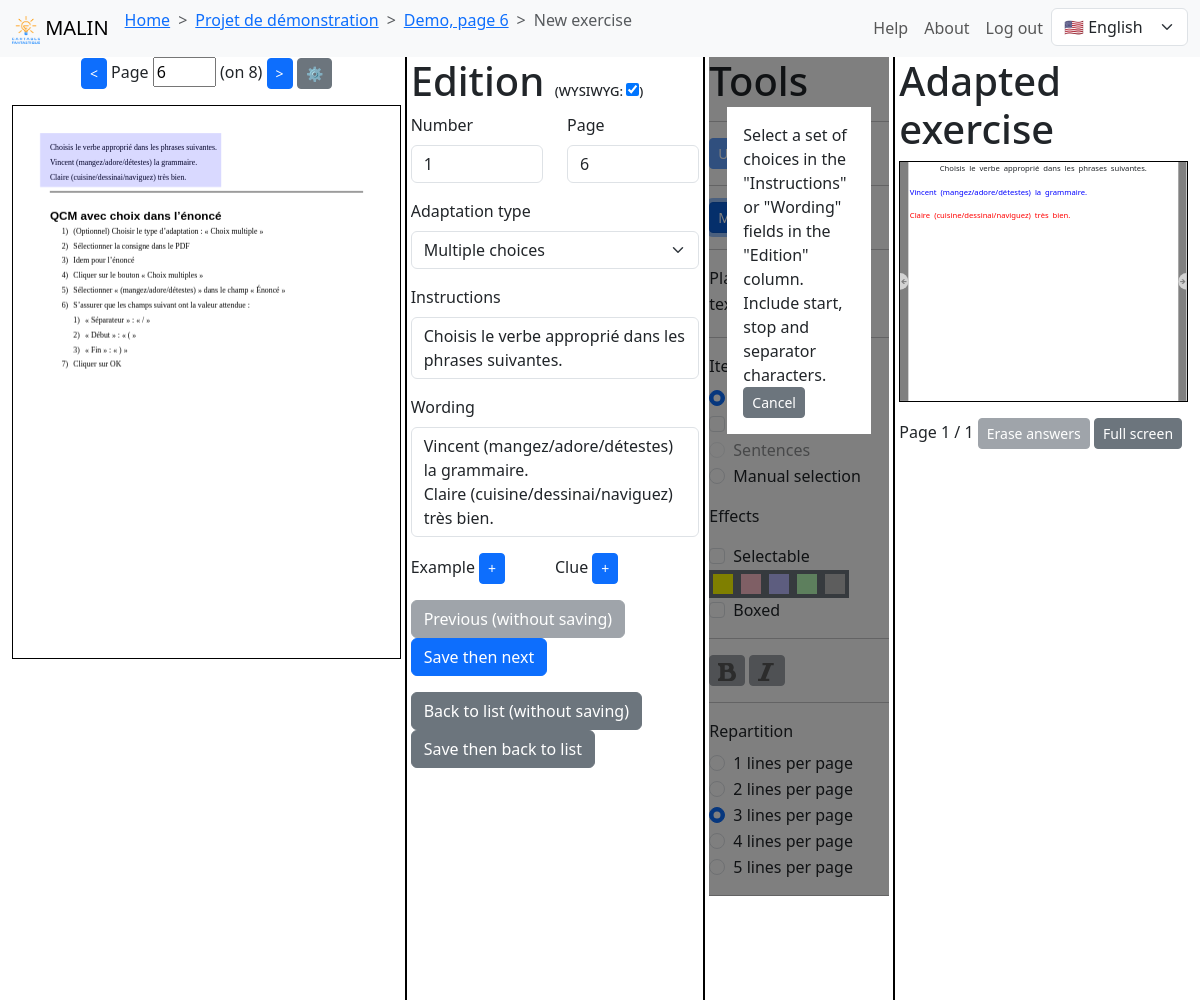 MALIN
Home > Projet de démonstration > Demo, page 6 > New exercise
Help About Log out 🇺🇸 English
< Page 6 (on 8) > ⚙️
Choisis le verbe approprié dans les phrases suivantes.
Vincent (mangez/adore/détestes) la grammaire.
Claire (cuisine/dessinai/naviguez) très bien.
QCM avec choix dans l'énoncé
1) (Optionnel) Choisir le type d'adaptation : « Choix multiple »
2) Sélectionner la consigne dans le PDF
3) Idem pour l'énoncé
4) Cliquer sur le bouton « Choix multiples »
5) Sélectionner « (mangez/adore/détestes) » dans le champ « Énoncé »
6) S'assurer que les champs suivant ont la valeur attendue :
1) « Séparateur » : « / »
2) « Début » : « ( »
3) « Fin » : « ) »
7) Cliquer sur OK
Edition (WYSIWYG: )
Number Page
1 6
Adaptation type
Multiple choices
Instructions
Choisis le verbe approprié dans les
phrases suivantes.
Wording
Vincent (mangez/adore/détestes)
la grammaire.
Claire (cuisine/dessinai/naviguez)
très bien.
Example + Clue +
Previous (without saving)
Save then next
Back to list (without saving)
Save then back to list
Tools
Select a set of
choices in the
"Instructions"
or "Wording"
fields in the
"Edition"
column.
Include start,
stop and
separator
characters.
Cancel
Sentences
Manual selection
Effects
Selectable
Boxed
B I
Repartition
1 lines per page
2 lines per page
3 lines per page
4 lines per page
5 lines per page
Adapted
exercise
Choisis le verbe approprié dans les phrases suivantes.
Vincent (mangez/adore/détestes) la grammaire.
Claire (cuisine/dessinai/naviguez) très bien.
Page 1 / 1 Erase answers Full screen